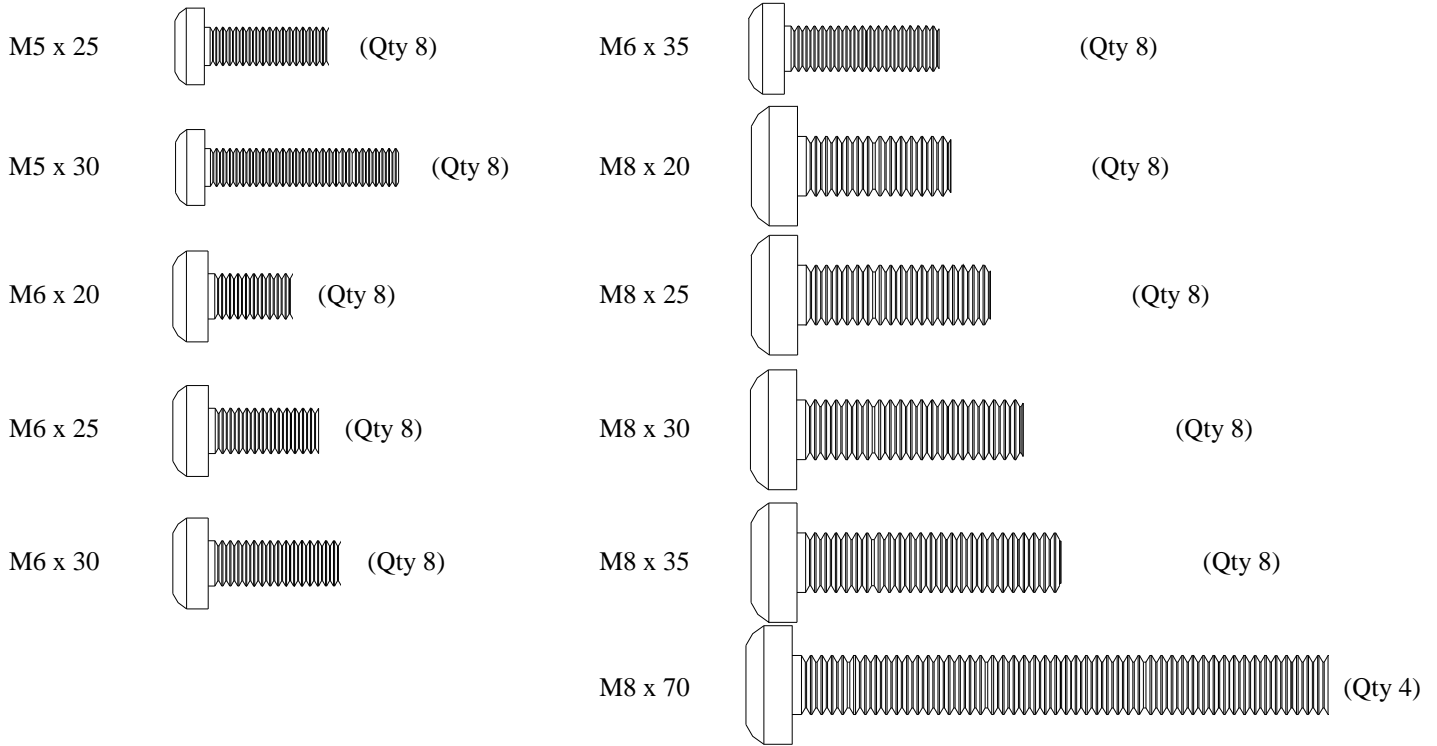 M5 x 25 (Qty 8)
M5 x 30 (Qty 8)
M6 x 20 (Qty 8)
M6 x 25 (Qty 8)
M6 x 30 (Qty 8)
M6 x 35 (Qty 8)
M8 x 20 (Qty 8)
M8 x 25 (Qty 8)
M8 x 30 (Qty 8)
M8 x 35 (Qty 8)
M8 x 70 (Qty 4)